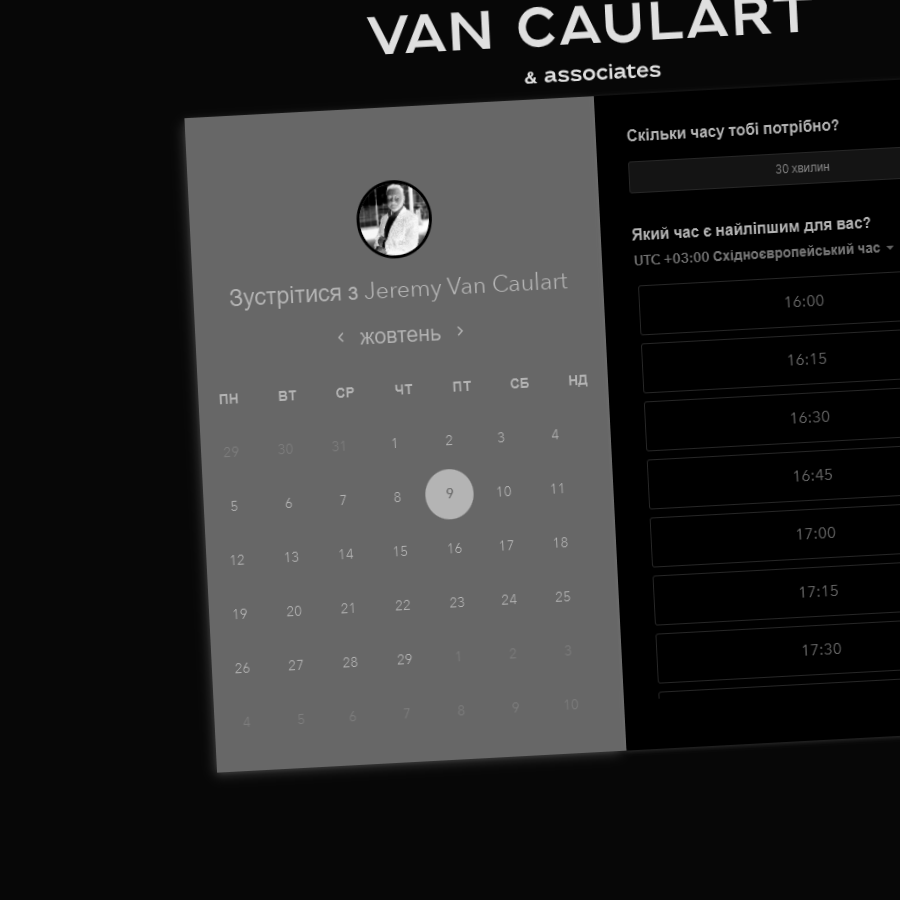 VAN CAULART
& associates
Зустрітися з Jeremy Van Caulart
жовтень
ПН ВТ СР ЧТ ПТ СБ НД
29 30 31 1 2 3 4
5 6 7 8 9 10 11
12 13 14 15 16 17 18
19 20 21 22 23 24 25
26 27 28 29 1 2 3
4 5 6 7 8 9 10
Скільки часу тобі потрібно?
30 хвилин
Який час є найліпшим для вас?
UTC +03:00 Східноєвропейський час
16:00
16:15
16:30
16:45
17:00
17:15
17:30